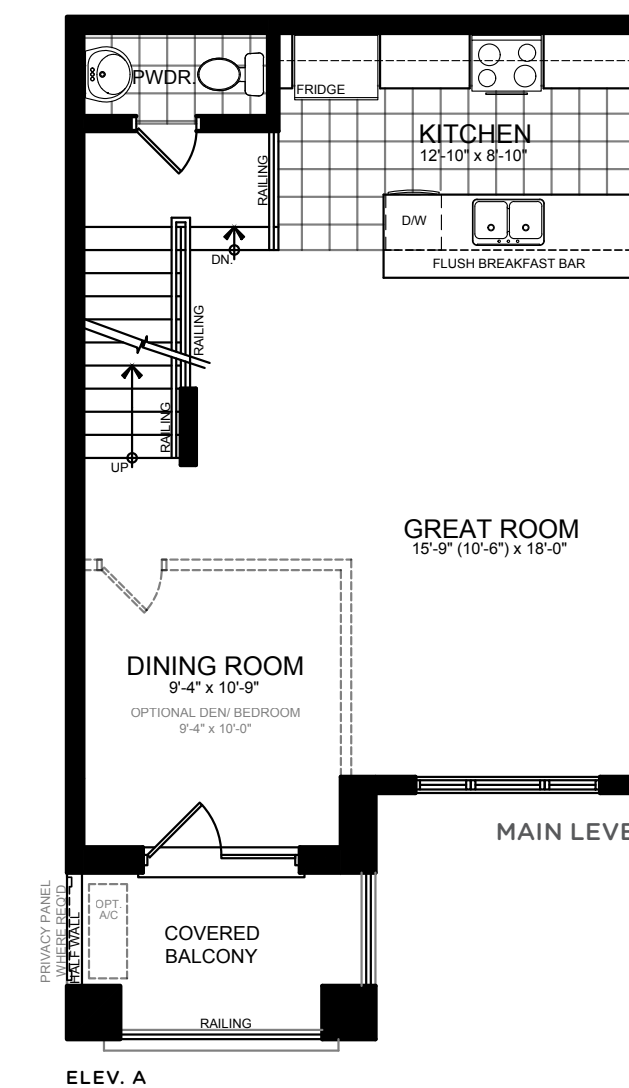 PWDR.
FRIDGE
KITCHEN
12'-10" x 8'-10"
RAILING
D/W
FLUSH BREAKFAST BAR
DN.
RAILING
RAILING
UP
GREAT ROOM
15'-9" (10'-6") x 18'-0"
DINING ROOM
9'-4" x 10'-9"
OPTIONAL DEN/ BEDROOM
9'-4" x 10'-0"
MAIN LEVE
PRIVACY PANEL
WHERE REQ'D
HALF WALL
OPT.
A/C
COVERED
BALCONY
RAILING
ELEV. A